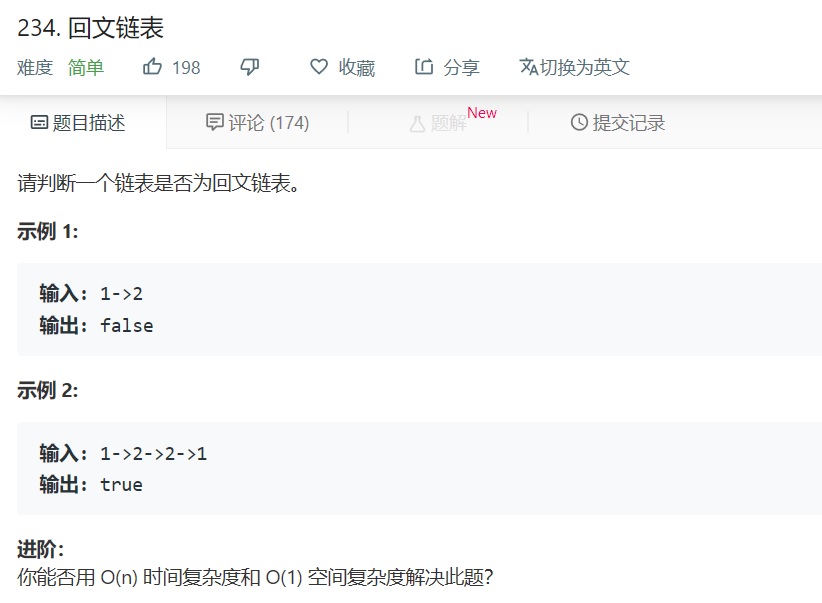 234. 回文链表
难度 简单 198 收藏 分享 切换为英文
题目描述 评论 (174) 题解 New 提交记录
请判断一个链表是否为回文链表。
示例 1:
输入: 1->2
输出: false
示例 2:
输入: 1->2->2->1
输出: true
进阶：
你能否用 O(n) 时间复杂度和 O(1) 空间复杂度解决此题？